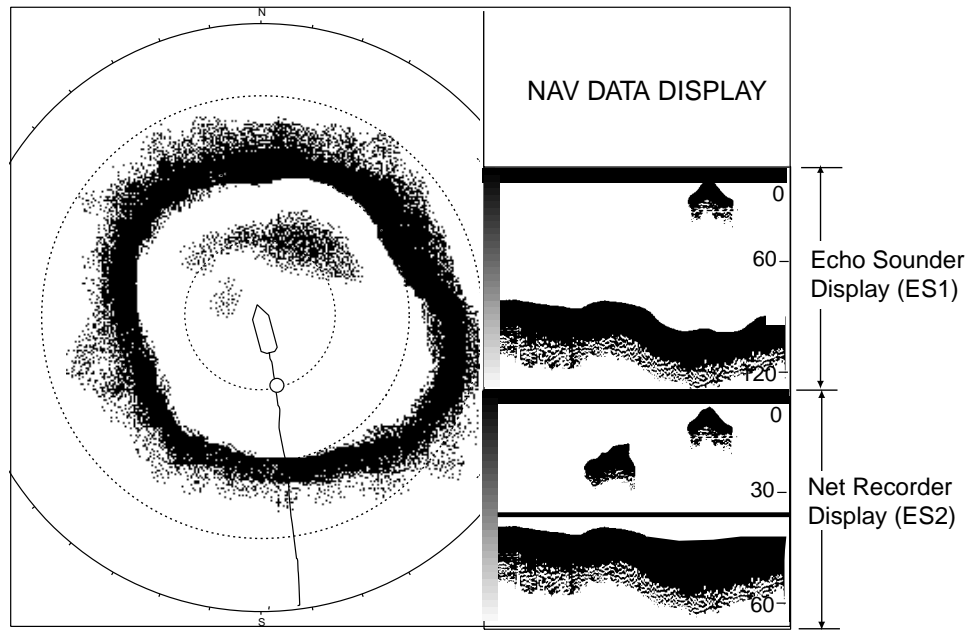 N
S
NAV DATA DISPLAY
0
60
120
Echo Sounder
Display (ES1)
0
30
60
Net Recorder
Display (ES2)